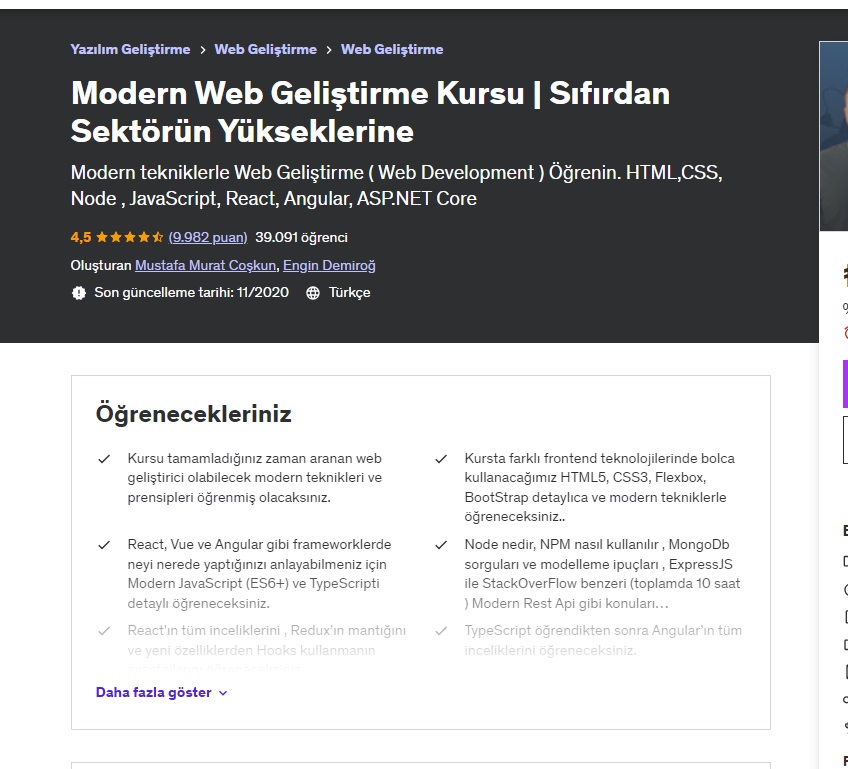 Yazılım Geliştirme > Web Geliştirme > Web Geliştirme
Modern Web Geliştirme Kursu | Sıfırdan
Sektörün Yükseklerine
Modern tekniklerle Web Geliştirme ( Web Development ) Öğrenin. HTML,CSS,
Node , JavaScript, React, Angular, ASP.NET Core
4,5 (9.982 puan) 39.091 öğrenci
Oluşturan Mustafa Murat Coşkun, Engin Demiroğ
Son güncelleme tarihi: 11/2020 Türkçe
Öğrenecekleriniz
Kursu tamamladığınız zaman aranan web
geliştirici olabilecek modern teknikleri ve
prensipleri öğrenmiş olacaksınız.
Kursta farklı frontend teknolojilerinde bolca
kullanacağımız HTML5, CSS3, Flexbox,
BootStrap detaylıca ve modern tekniklerle
öğreneceksiniz..
React, Vue ve Angular gibi frameworklerde
neyi nerede yaptığınızı anlayabilmeniz için
Modern JavaScript (ES6+) ve TypeScripti
detaylı öğreneceksiniz.
Node nedir, NPM nasıl kullanılır , MongoDb
sorguları ve modelleme ipuçları , ExpressJS
ile StackOverFlow benzeri (toplamda 10 saat
) Modern Rest Api gibi konuları…
React'ın tüm inceliklerini , Redux'ın mantığını
ve yeni özelliklerden Hooks kullanmanın
TypeScript öğrendikten sonra Angular'ın tüm
inceliklerini öğreneceksiniz.
Daha fazla göster